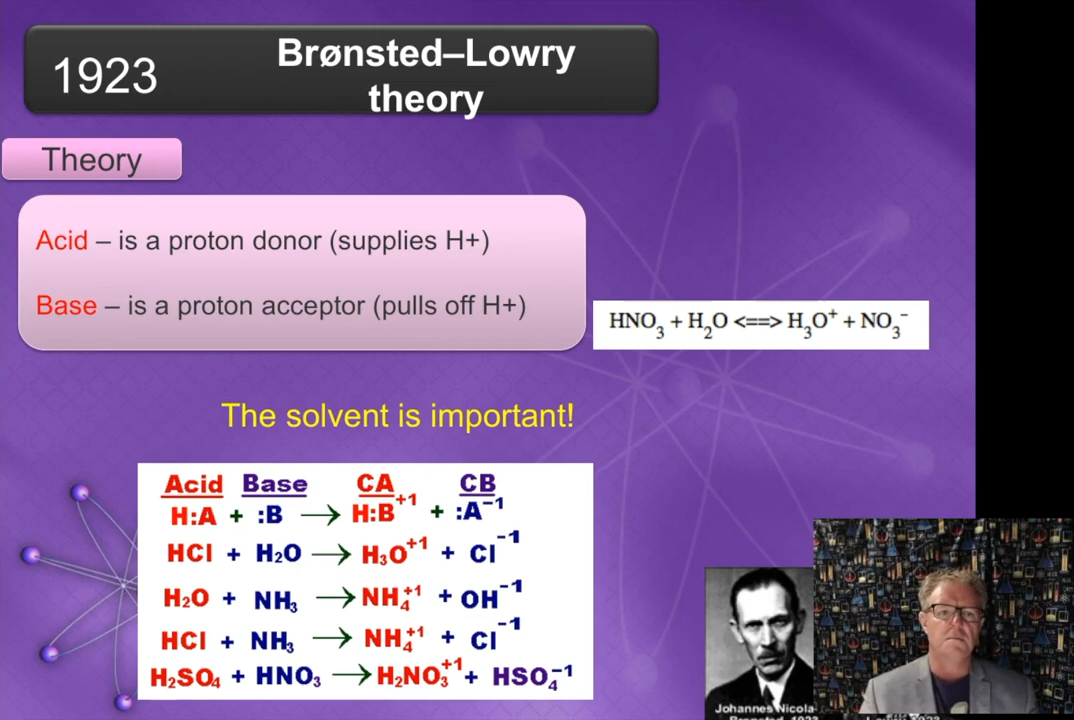 1923
Brønsted–Lowry
theory
Theory
Acid – is a proton donor (supplies H+)
Base – is a proton acceptor (pulls off H+)
HNO₃ + H₂O <==> H₃O⁺ + NO₃⁻
The solvent is important!
Acid Base CA CB
H:A + :B → H:B⁺¹ + :A⁻¹
HCl + H₂O → H₃O⁺¹ + Cl⁻¹
H₂O + NH₃ → NH₄⁺¹ + OH⁻¹
HCl + NH₃ → NH₄⁺¹ + Cl⁻¹
H₂SO₄ + HNO₃ → H₂NO₃⁺¹ + HSO₄⁻¹
Johannes Nicola-